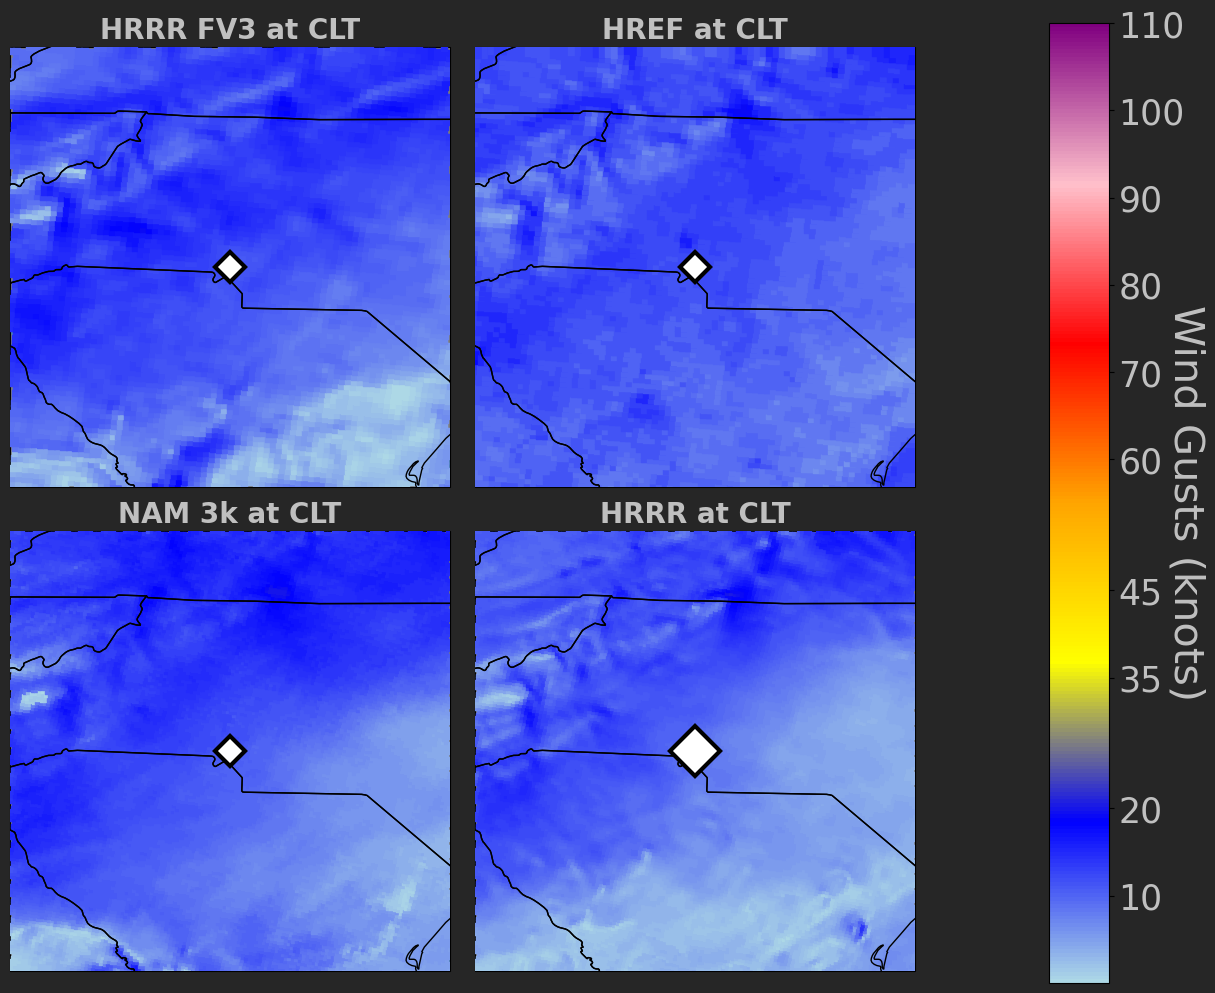 HRRR FV3 at CLT
HREF at CLT
NAM 3k at CLT
HRRR at CLT
110
100
90
80
70
60
45
35
20
10
Wind Gusts (knots)